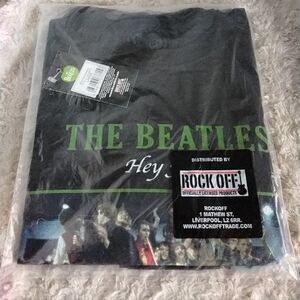 THE BEATLES
Hey
DISTRIBUTED BY
ROCK OFF!
OFFICIALLY LICENSED PRODUCTS
ROCKOFF
1 MATHEW ST,
LIVERPOOL, L2 6RR.
WWW.ROCKOFFTRADE.COM